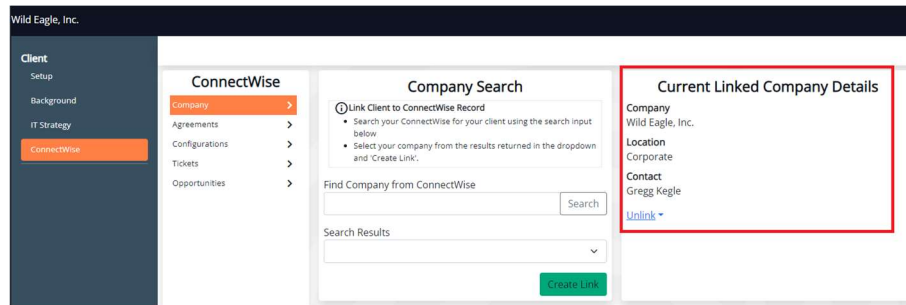 Wild Eagle, Inc.
Client
Setup
Background
IT Strategy
ConnectWise
ConnectWise
Company
Agreements
Configurations
Tickets
Opportunities
Company Search
Link Client to ConnectWise Record
Search your ConnectWise for your client using the search input
below
Select your company from the results returned in the dropdown
and 'Create Link'.
Find Company from ConnectWise
Search
Search Results
Create Link
Current Linked Company Details
Company
Wild Eagle, Inc.
Location
Corporate
Contact
Gregg Kegle
Unlink